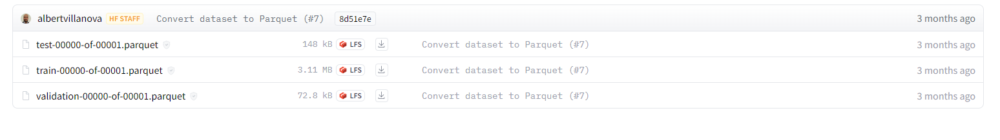 albertvillanova HF STAFF Convert dataset to Parquet (#7) 8d51e7e 3 months ago
test-00000-of-00001.parquet 148 kB LFS Convert dataset to Parquet (#7) 3 months ago
train-00000-of-00001.parquet 3.11 MB LFS Convert dataset to Parquet (#7) 3 months ago
validation-00000-of-00001.parquet 72.8 kB LFS Convert dataset to Parquet (#7) 3 months ago